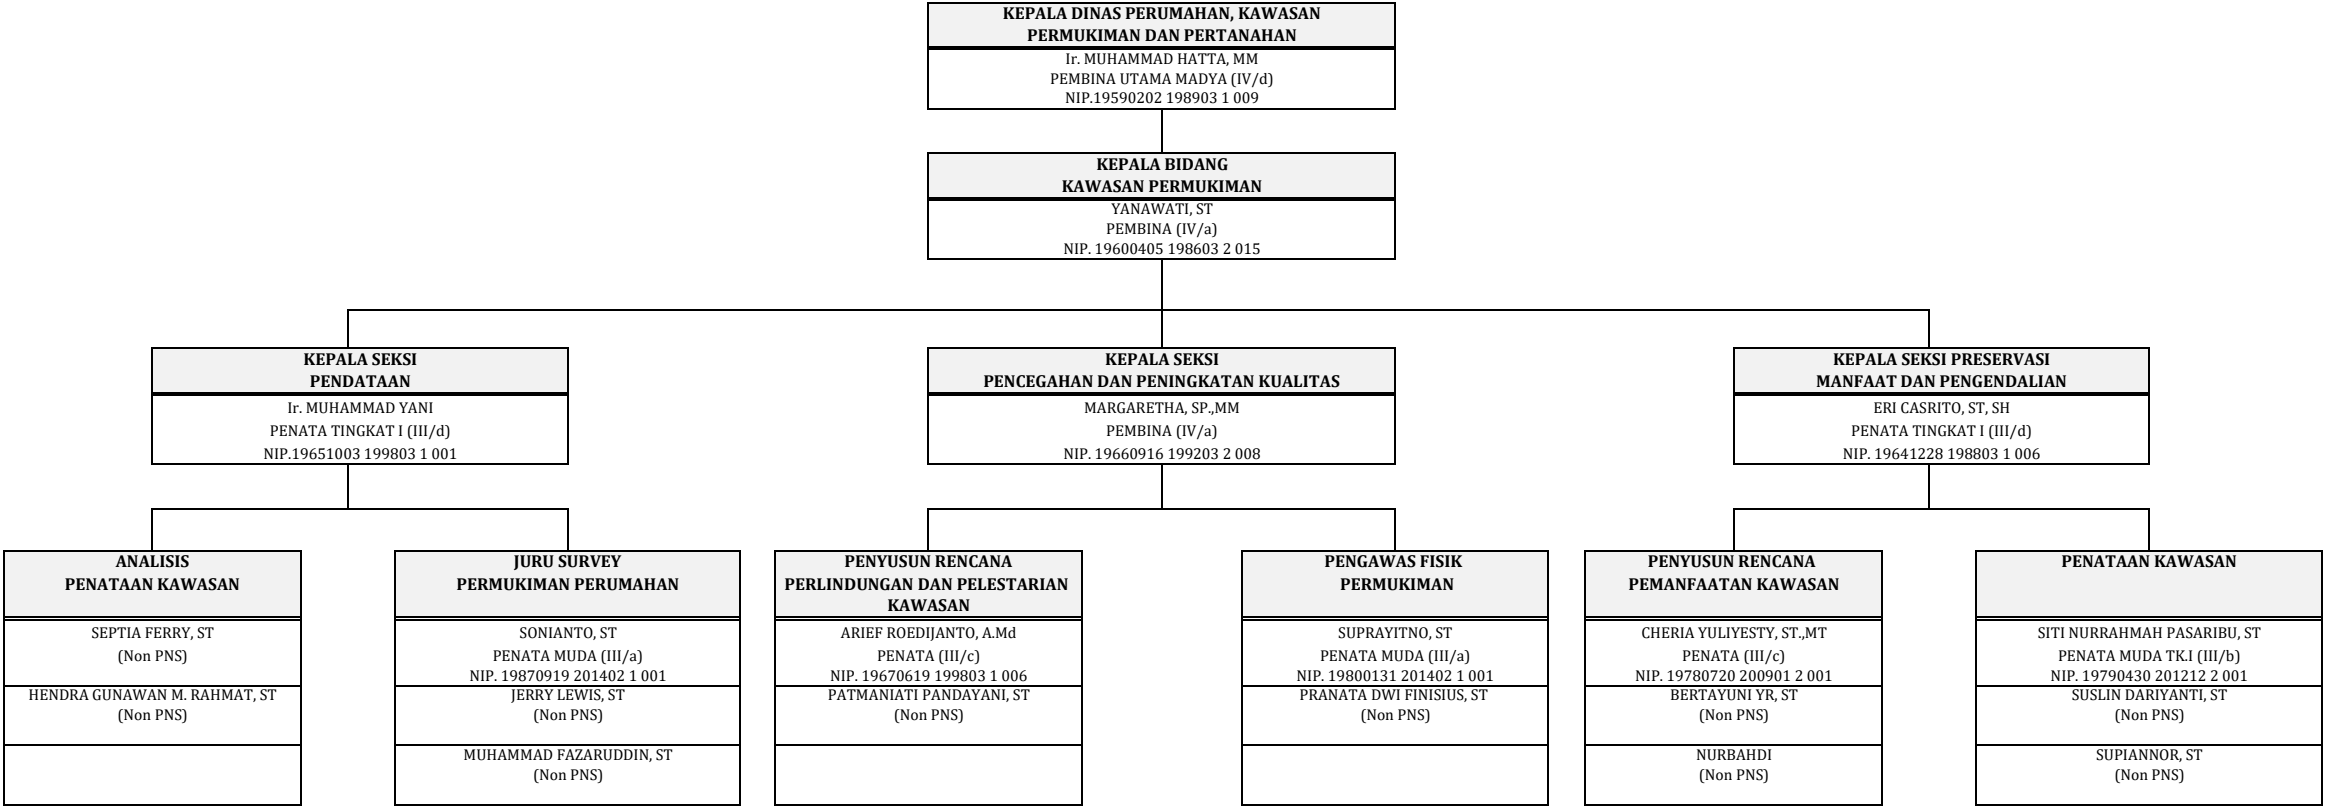 KEPALA DINAS PERUMAHAN, KAWASAN
PERMUKIMAN DAN PERTANAHAN
Ir. MUHAMMAD HATTA, MM
PEMBINA UTAMA MADYA (IV/d)
NIP.19590202 198903 1 009
KEPALA BIDANG
KAWASAN PERMUKIMAN
YANAWATI, ST
PEMBINA (IV/a)
NIP. 19600405 198603 2 015
KEPALA SEKSI
PENDATAAN
Ir. MUHAMMAD YANI
PENATA TINGKAT I (III/d)
NIP.19651003 199803 1 001
KEPALA SEKSI
PENCEGAHAN DAN PENINGKATAN KUALITAS
MARGARETHA, SP.,MM
PEMBINA (IV/a)
NIP. 19660916 199203 2 008
KEPALA SEKSI PRESERVASI
MANFAAT DAN PENGENDALIAN
ERI CASRITO, ST, SH
PENATA TINGKAT I (III/d)
NIP. 19641228 198803 1 006
ANALISIS
PENATAAN KAWASAN
SEPTIA FERRY, ST
(Non PNS)
HENDRA GUNAWAN M. RAHMAT, ST
(Non PNS)
JURU SURVEY
PERMUKIMAN PERUMAHAN
SONIANTO, ST
PENATA MUDA (III/a)
NIP. 19870919 201402 1 001
JERRY LEWIS, ST
(Non PNS)
MUHAMMAD FAZARUDDIN, ST
(Non PNS)
PENYUSUN RENCANA
PERLINDUNGAN DAN PELESTARIAN
KAWASAN
ARIEF ROEDIJANTO, A.Md
PENATA (III/c)
NIP. 19670619 199803 1 006
PATMANIATI PANDAYANI, ST
(Non PNS)
PENGAWAS FISIK
PERMUKIMAN
SUPRAYITNO, ST
PENATA MUDA (III/a)
NIP. 19800131 201402 1 001
PRANATA DWI FINISIUS, ST
(Non PNS)
PENYUSUN RENCANA
PEMANFAATAN KAWASAN
CHERIA YULIYESTY, ST.,MT
PENATA (III/c)
NIP. 19780720 200901 2 001
BERTAYUNI YR, ST
(Non PNS)
NURBAHDI
(Non PNS)
PENATAAN KAWASAN
SITI NURRAHMAH PASARIBU, ST
PENATA MUDA TK.I (III/b)
NIP. 19790430 201212 2 001
SUSLIN DARIYANTI, ST
(Non PNS)
SUPIANNOR, ST
(Non PNS)